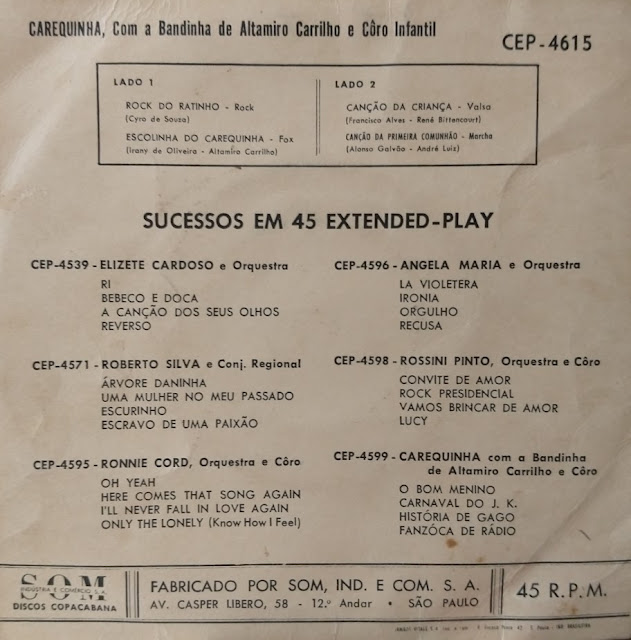 CAREQUINHA, Com a Bandinha de Altamiro Carrilho e Côro Infantil
CEP-4615
LADO 1
ROCK DO RATINHO - Rock
(Cyro de Souza)
ESCOLINHA DO CAREQUINHA - Fox
(Irany de Oliveira - Altamiro Carrilho)
LADO 2
CANÇÃO DA CRIANÇA - Valsa
(Francisco Alves - René Bittencourt)
CANÇÃO DA PRIMEIRA COMUNHÃO - Marcha
(Alonso Galvão - André Luiz)
SUCESSOS EM 45 EXTENDED-PLAY
CEP-4539 - ELIZETE CARDOSO e Orquestra
RI
BEBECO E DOCA
A CANÇÃO DOS SEUS OLHOS
REVERSO
CEP-4571 - ROBERTO SILVA e Conj. Regional
ÁRVORE DANINHA
UMA MULHER NO MEU PASSADO
ESCURINHO
ESCRAVO DE UMA PAIXÃO
CEP-4595 - RONNIE CORD, Orquestra e Côro
OH YEAH
HERE COMES THAT SONG AGAIN
I'LL NEVER FALL IN LOVE AGAIN
ONLY THE LONELY (Know How I Feel)
CEP-4596 - ANGELA MARIA e Orquestra
LA VIOLETERA
IRONIA
ORGULHO
RECUSA
CEP-4598 - ROSSINI PINTO, Orquestra e Côro
CONVITE DE AMOR
ROCK PRESIDENCIAL
VAMOS BRINCAR DE AMOR
LUCY
CEP-4599 - CAREQUINHA com a Bandinha
de Altamiro Carrilho e Côro
O BOM MENINO
CARNAVAL DO J. K.
HISTÓRIA DE GAGO
FANZÓCA DE RÁDIO
SOM
INDÚSTRIA E COMÉRCIO S. A.
DISCOS COPACABANA
FABRICADO POR SOM, IND. E COM. S. A.
AV. CASPER LIBERO, 58 - 12.º Andar • SÃO PAULO
45 R.P.M.